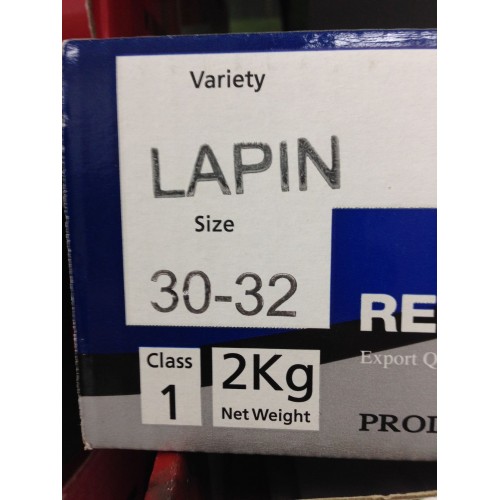 Variety
LAPIN
Size
30-32
Class
1
2Kg
Net Weight
RE
Export Q
PROD